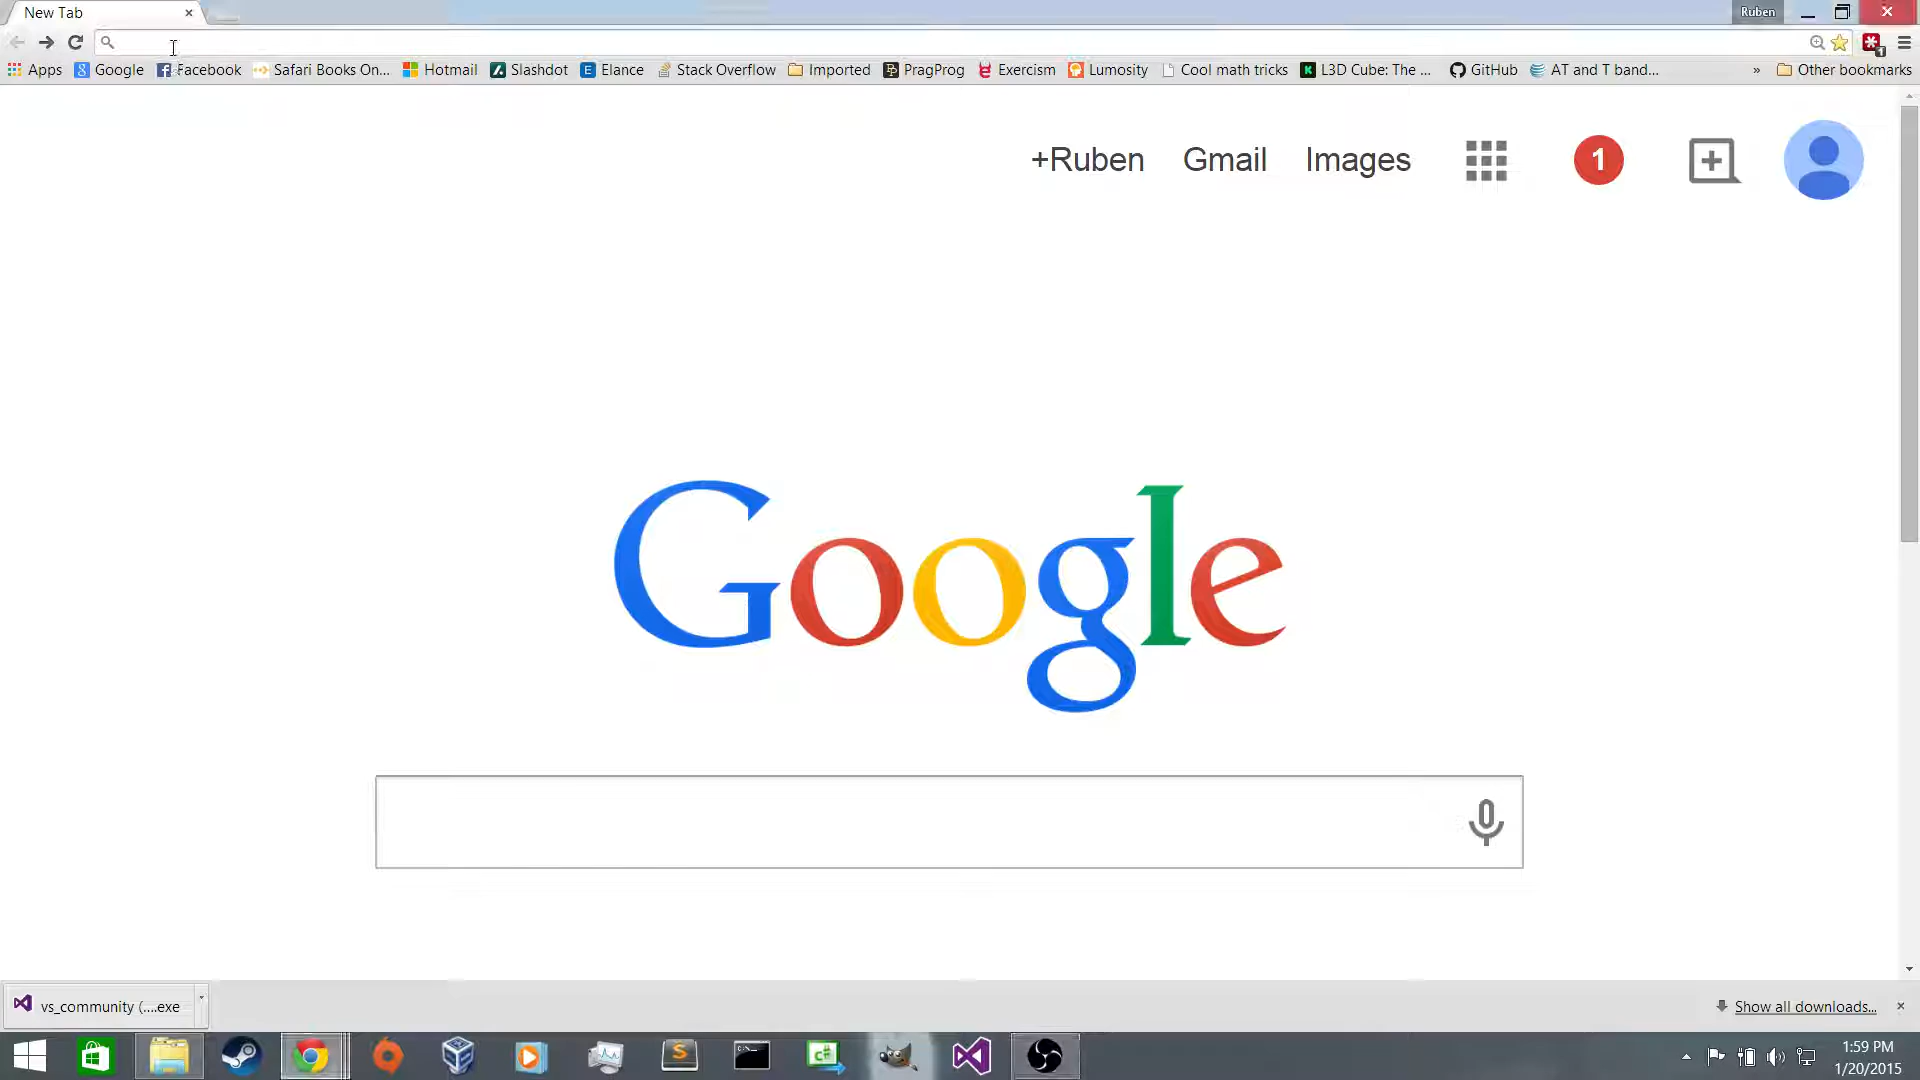 New Tab
Ruben
Apps Google Facebook Safari Books On... Hotmail Slashdot Elance Stack Overflow Imported PragProg Exercism Lumosity Cool math tricks L3D Cube: The ... GitHub AT and T band... » Other bookmarks
+Ruben Gmail Images 1
Google
vs_community (....exe
Show all downloads...
1:59 PM
1/20/2015